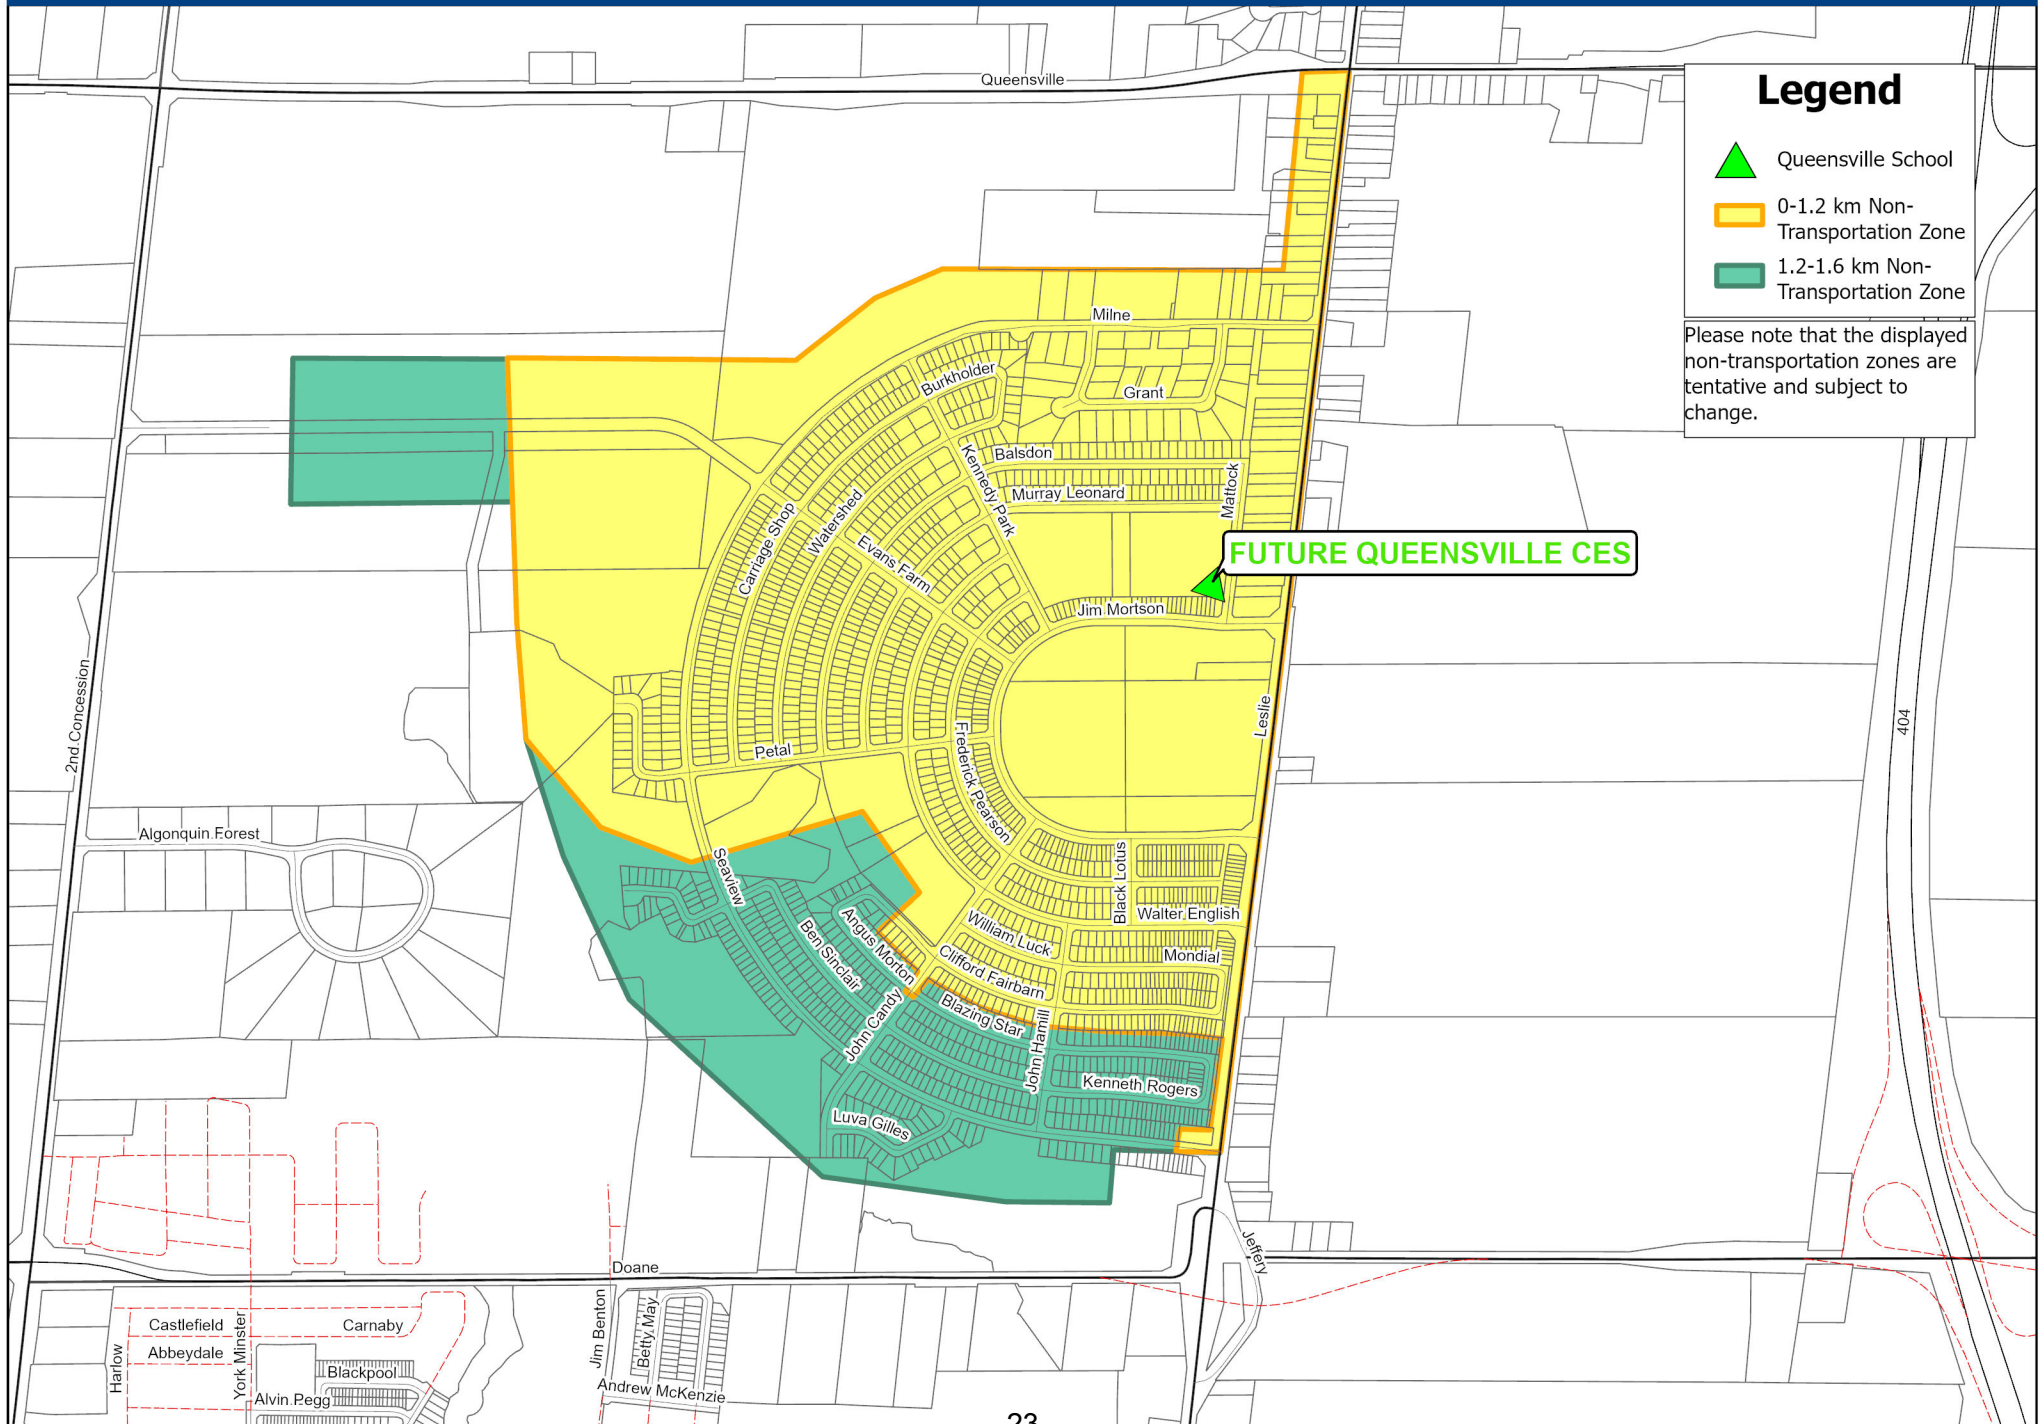 Queensville
Legend
Queensville School
0-1.2 km Non-
Transportation Zone
1.2-1.6 km Non-
Transportation Zone
Please note that the displayed
non-transportation zones are
tentative and subject to
change.
Milne
Burkholder
Grant
Balsdon
Kennedy Park
Murray Leonard
Mattock
Carriage Shop
Watershed
Evans Farm
FUTURE QUEENSVILLE CES
Jim Mortson
2nd Concession
Leslie
404
Petal
Frederick Pearson
Algonquin Forest
Seaview
Black Lotus
Walter English
Angus Morton
Ben Sinclair
William Luck
Mondial
Clifford Fairbarn
Blazing Star
John Candy
John Hamill
Kenneth Rogers
Luva Gilles
Jeffery
Doane
Castlefield
Carnaby
York Minster
Jim Benton
Betty May
Abbeydale
Harlow
Blackpool
Alvin Pegg
Andrew McKenzie
23